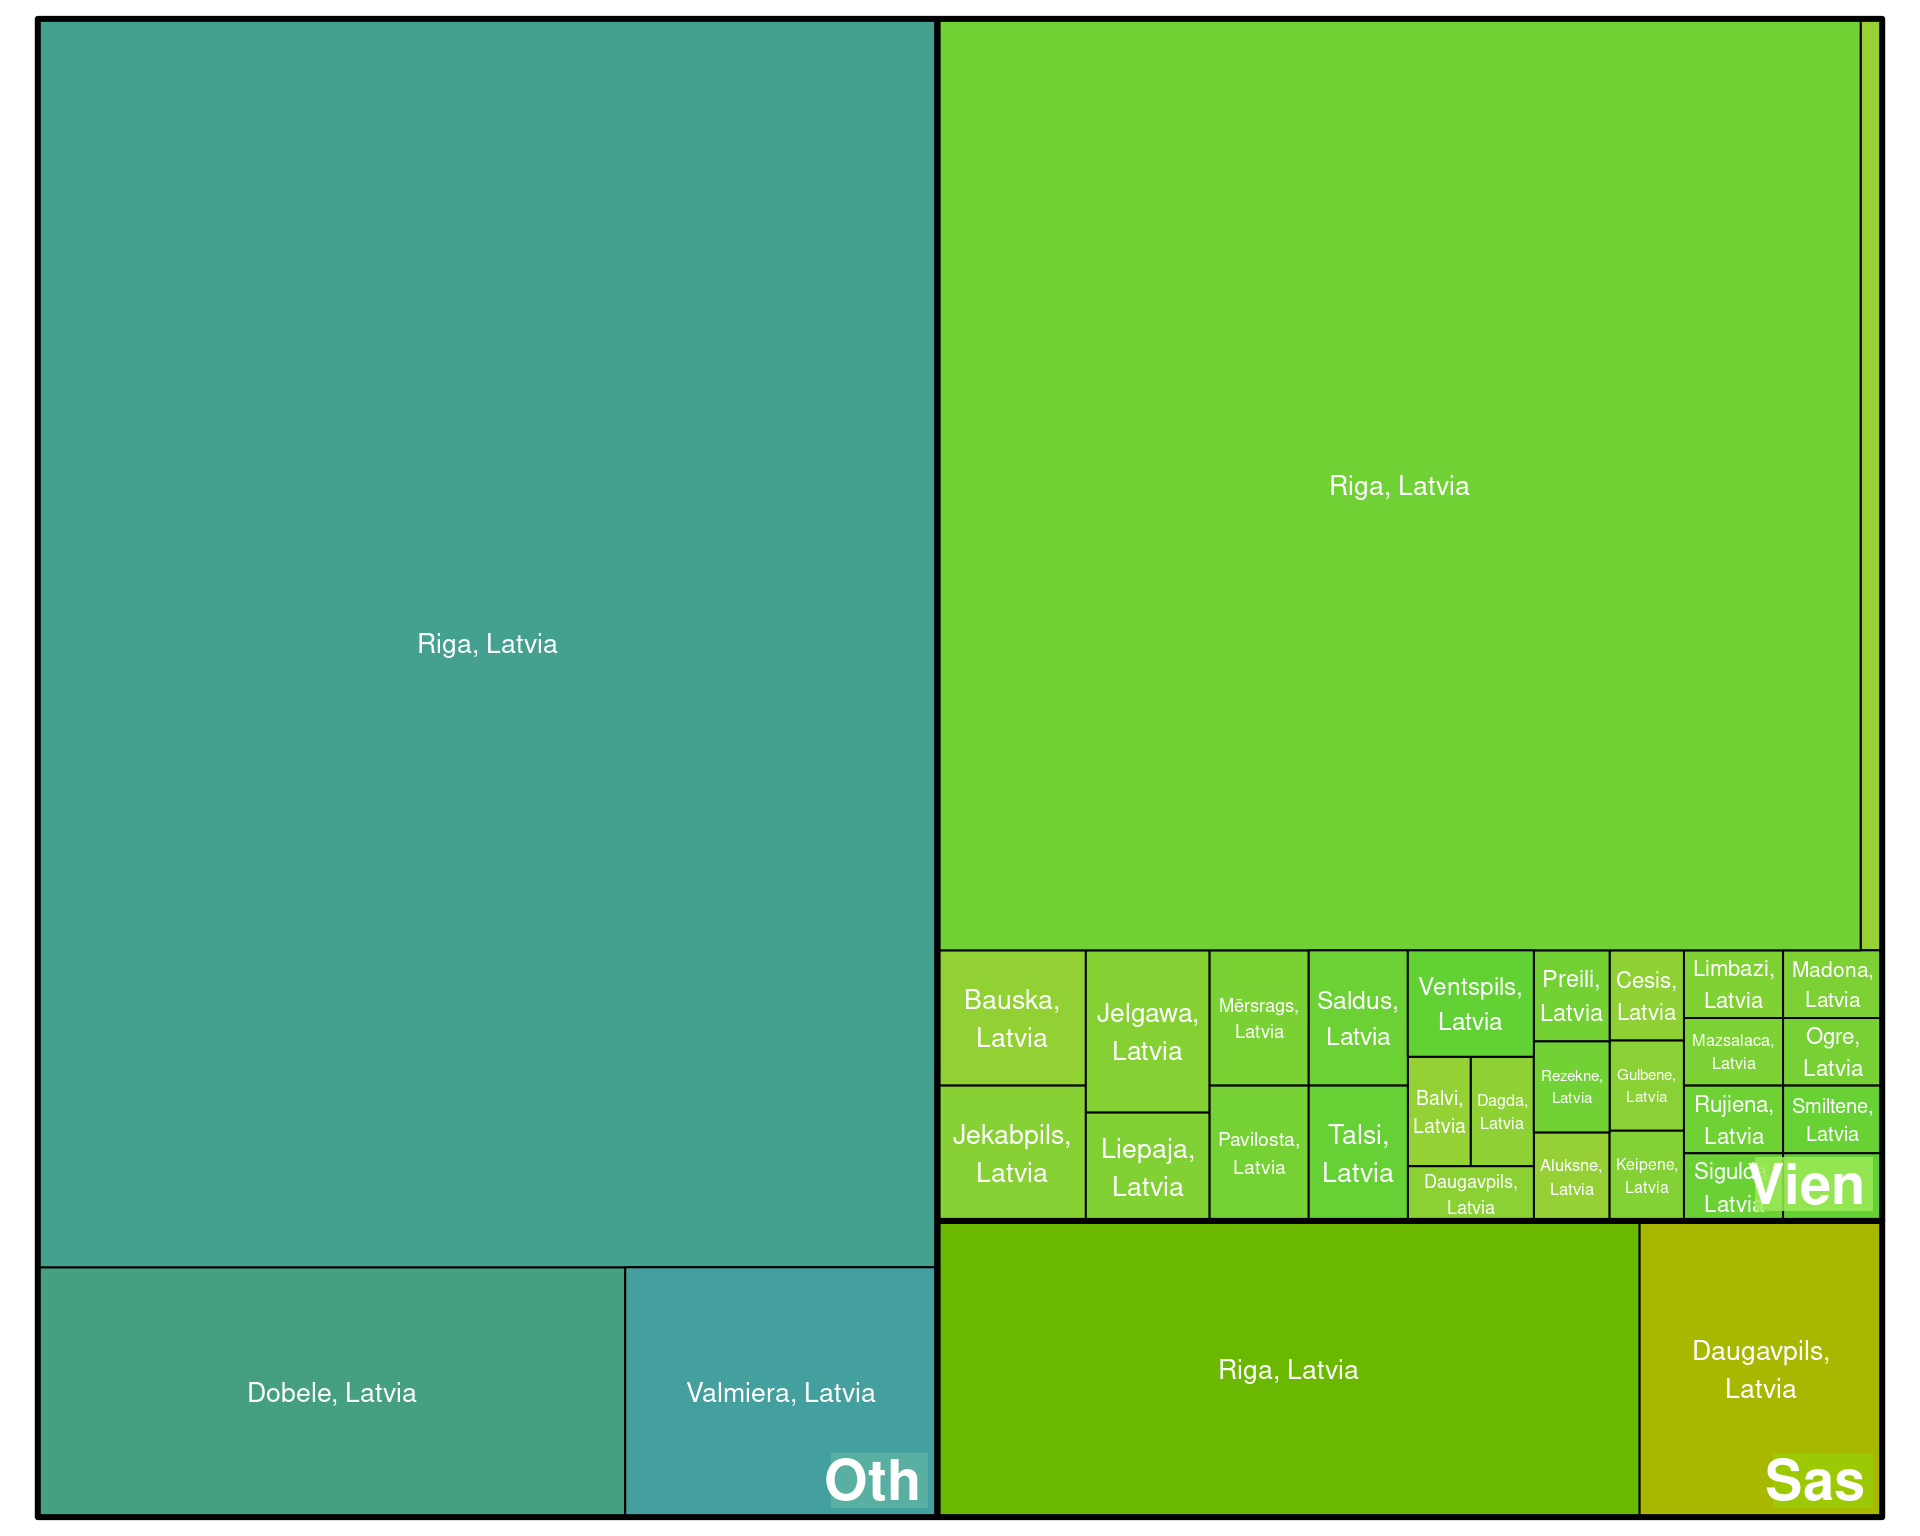 Riga, Latvia
Dobele, Latvia
Valmiera, Latvia
Oth
Riga, Latvia
Bauska,
Latvia
Jekabpils,
Latvia
Jelgawa,
Latvia
Liepaja,
Latvia
Mērsrags,
Latvia
Pavilosta,
Latvia
Saldus,
Latvia
Talsi,
Latvia
Ventspils,
Latvia
Balvi,
Latvia
Dagda,
Latvia
Daugavpils,
Latvia
Preili,
Latvia
Rezekne,
Latvia
Aluksne,
Latvia
Cesis,
Latvia
Gulbene,
Latvia
Keipene,
Latvia
Limbazi,
Latvia
Mazsalaca,
Latvia
Rujiena,
Latvia
Latvia
Madona,
Latvia
Ogre,
Latvia
Smiltene,
Latvia
Vien
Riga, Latvia
Daugavpils,
Latvia
Sas